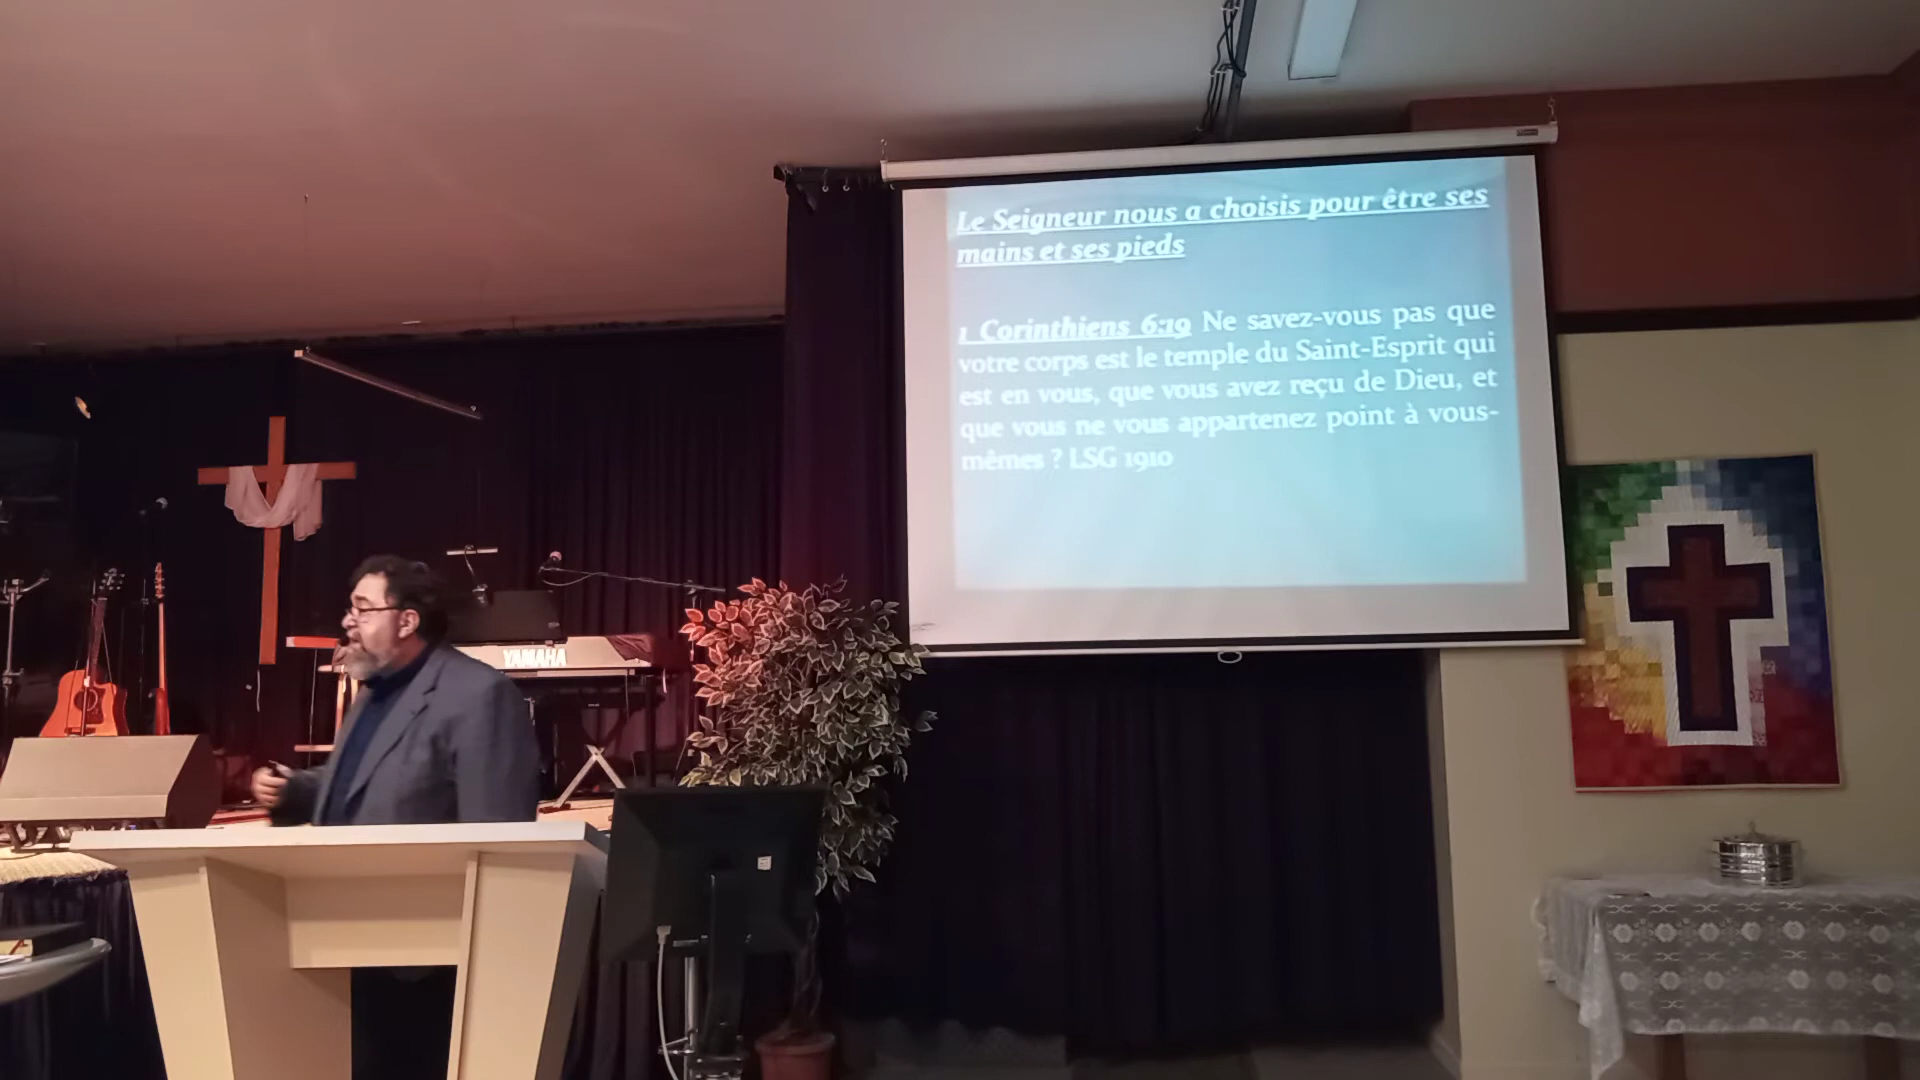 Le Seigneur nous a choisis pour être ses
mains et ses pieds
1 Corinthiens 6:19 Ne savez-vous pas que
votre corps est le temple du Saint-Esprit qui
est en vous, que vous avez reçu de Dieu, et
que vous ne vous appartenez point à vous-
mêmes ? LSG 1910
YAMAHA